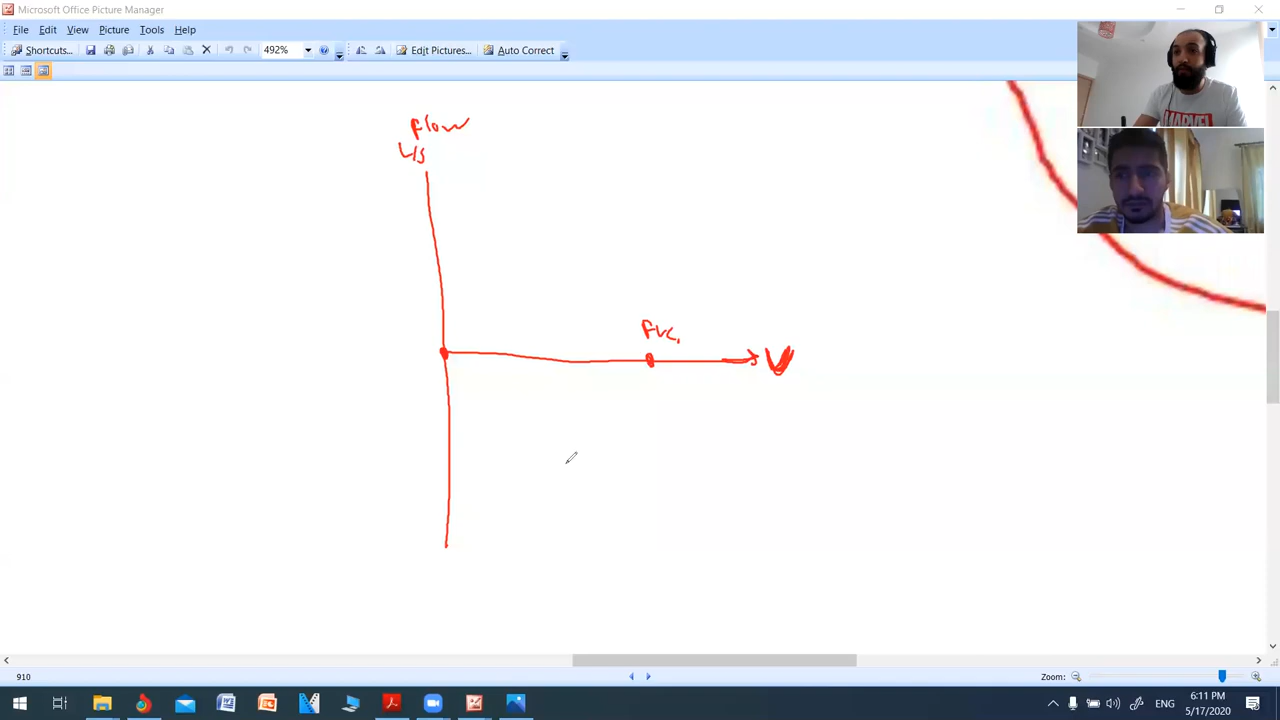 Microsoft Office Picture Manager
File Edit View Picture Tools Help
Shortcuts... 492% Edit Pictures... Auto Correct
MARVEL
flow
L/s
FVC.
V
910 Zoom:
6:11 PM
ENG
5/17/2020